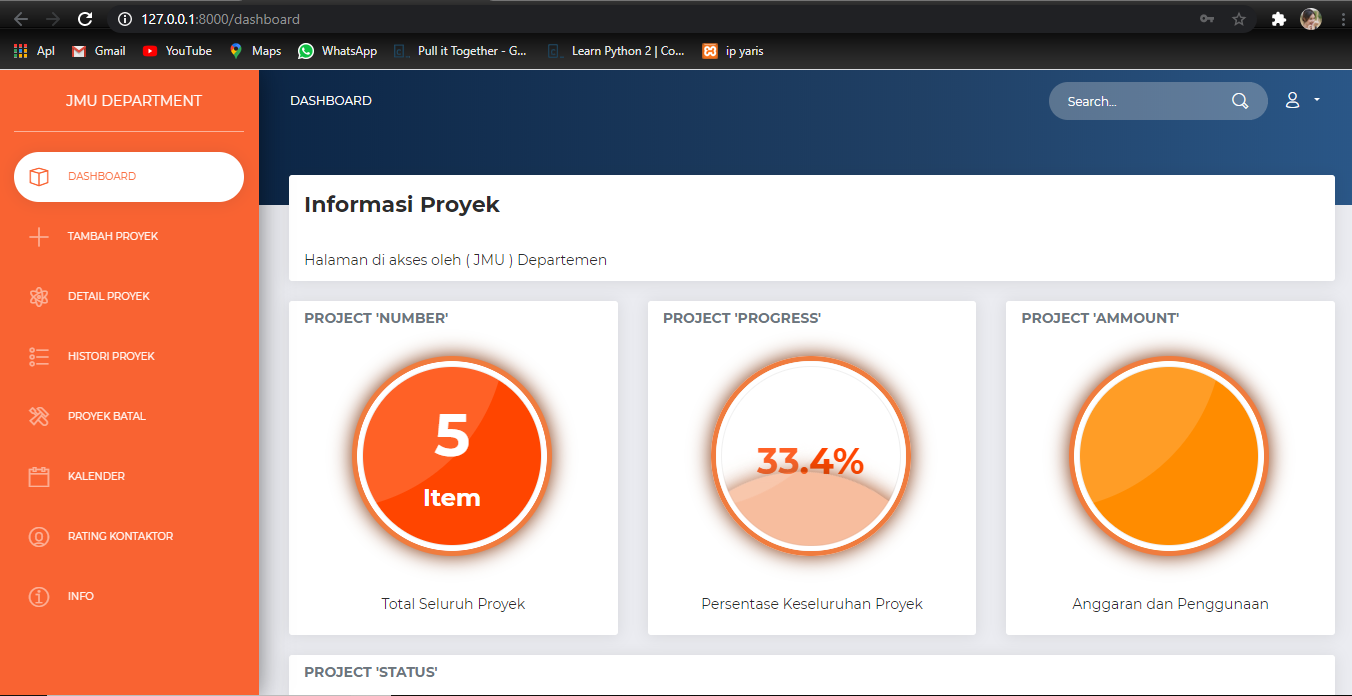 127.0.0.1:8000/dashboard
Apl Gmail YouTube Maps WhatsApp Pull it Together - G... Learn Python 2 | Co... ip yaris
JMU DEPARTMENT
DASHBOARD
TAMBAH PROYEK
DETAIL PROYEK
HISTORI PROYEK
PROYEK BATAL
KALENDER
RATING KONTAKTOR
INFO
DASHBOARD
Search...
Informasi Proyek
Halaman di akses oleh ( JMU ) Departemen
PROJECT 'NUMBER'
5
Item
Total Seluruh Proyek
PROJECT 'PROGRESS'
33.4%
Persentase Keseluruhan Proyek
PROJECT 'AMMOUNT'
Anggaran dan Penggunaan
PROJECT 'STATUS'